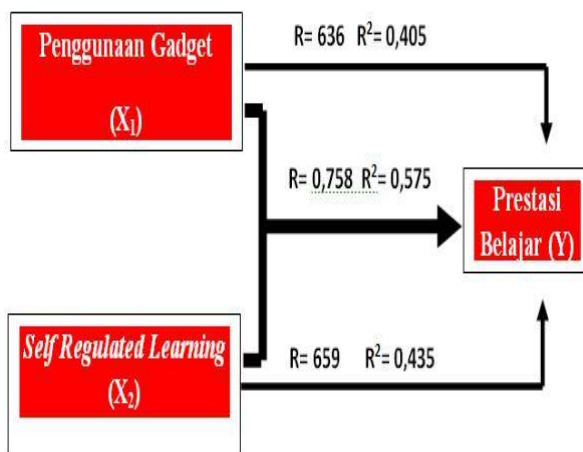 Penggunaan Gadget
(X₁)
R= 636 R²= 0,405
R= 0,758 R²= 0,575
Prestasi
Belajar (Y)
Self Regulated Learning
(X₂)
R= 659 R²= 0,435